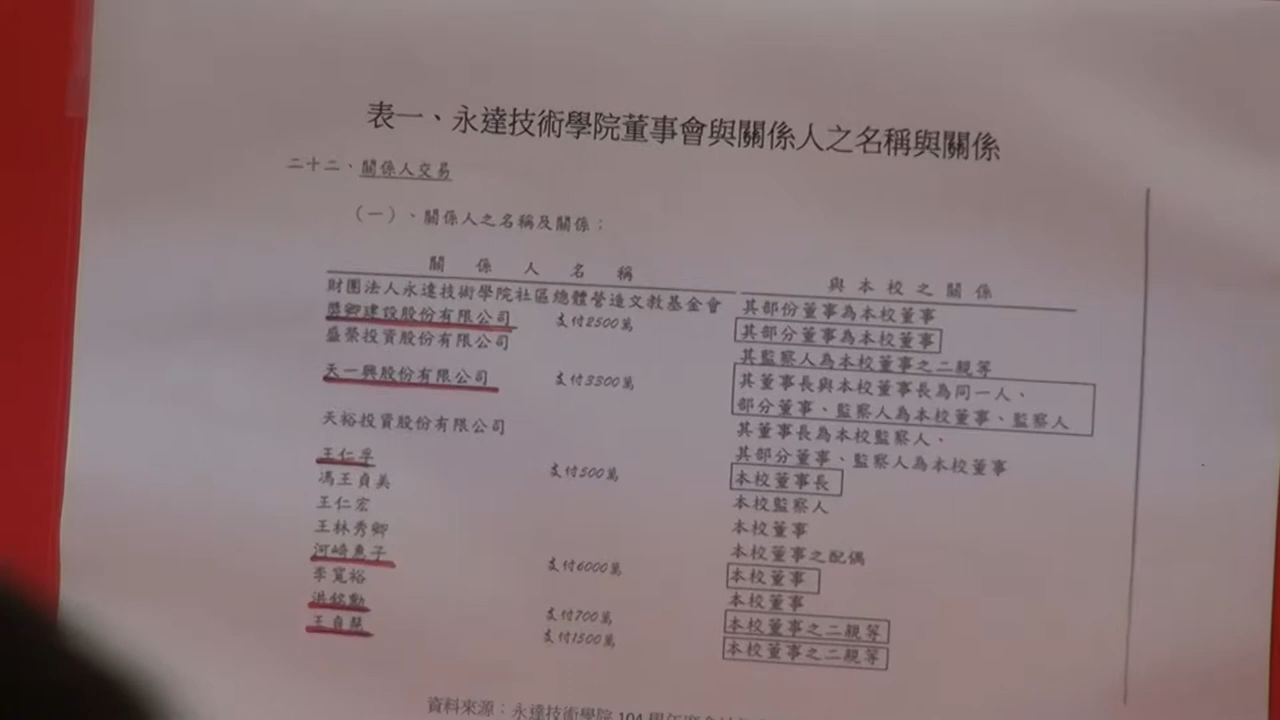 表一、永達技術學院董事會與關係人之名稱與關係
二十二、關係人交易
（一）、關係人之名稱及關係：
關係人名稱 與本校之關係
財團法人永達技術學院社區總體營造文教基金會 其部份董事為本校董事
卿建設股份有限公司 支付2500萬 其部分董事為本校董事
盛榮投資股份有限公司 其監察人為本校董事之二親等
天一興股份有限公司 支付3300萬 其董事長與本校董事長為同一人、
部分董事、監察人為本校董事、監察人
天裕投資股份有限公司 其董事長為本校監察人、
其部分董事、監察人為本校董事
王仁孚 支付500萬 本校董事長
馮王貞美 本校監察人
王仁宏 本校董事
王林秀卿 本校董事之配偶
河崎惠子 支付6000萬 本校董事
李寬裕 本校董事
洪銘勳 支付700萬 本校董事之二親等
王貞 支付1500萬 本校董事之二親等
資料來源：永達技術學院 104 學年度